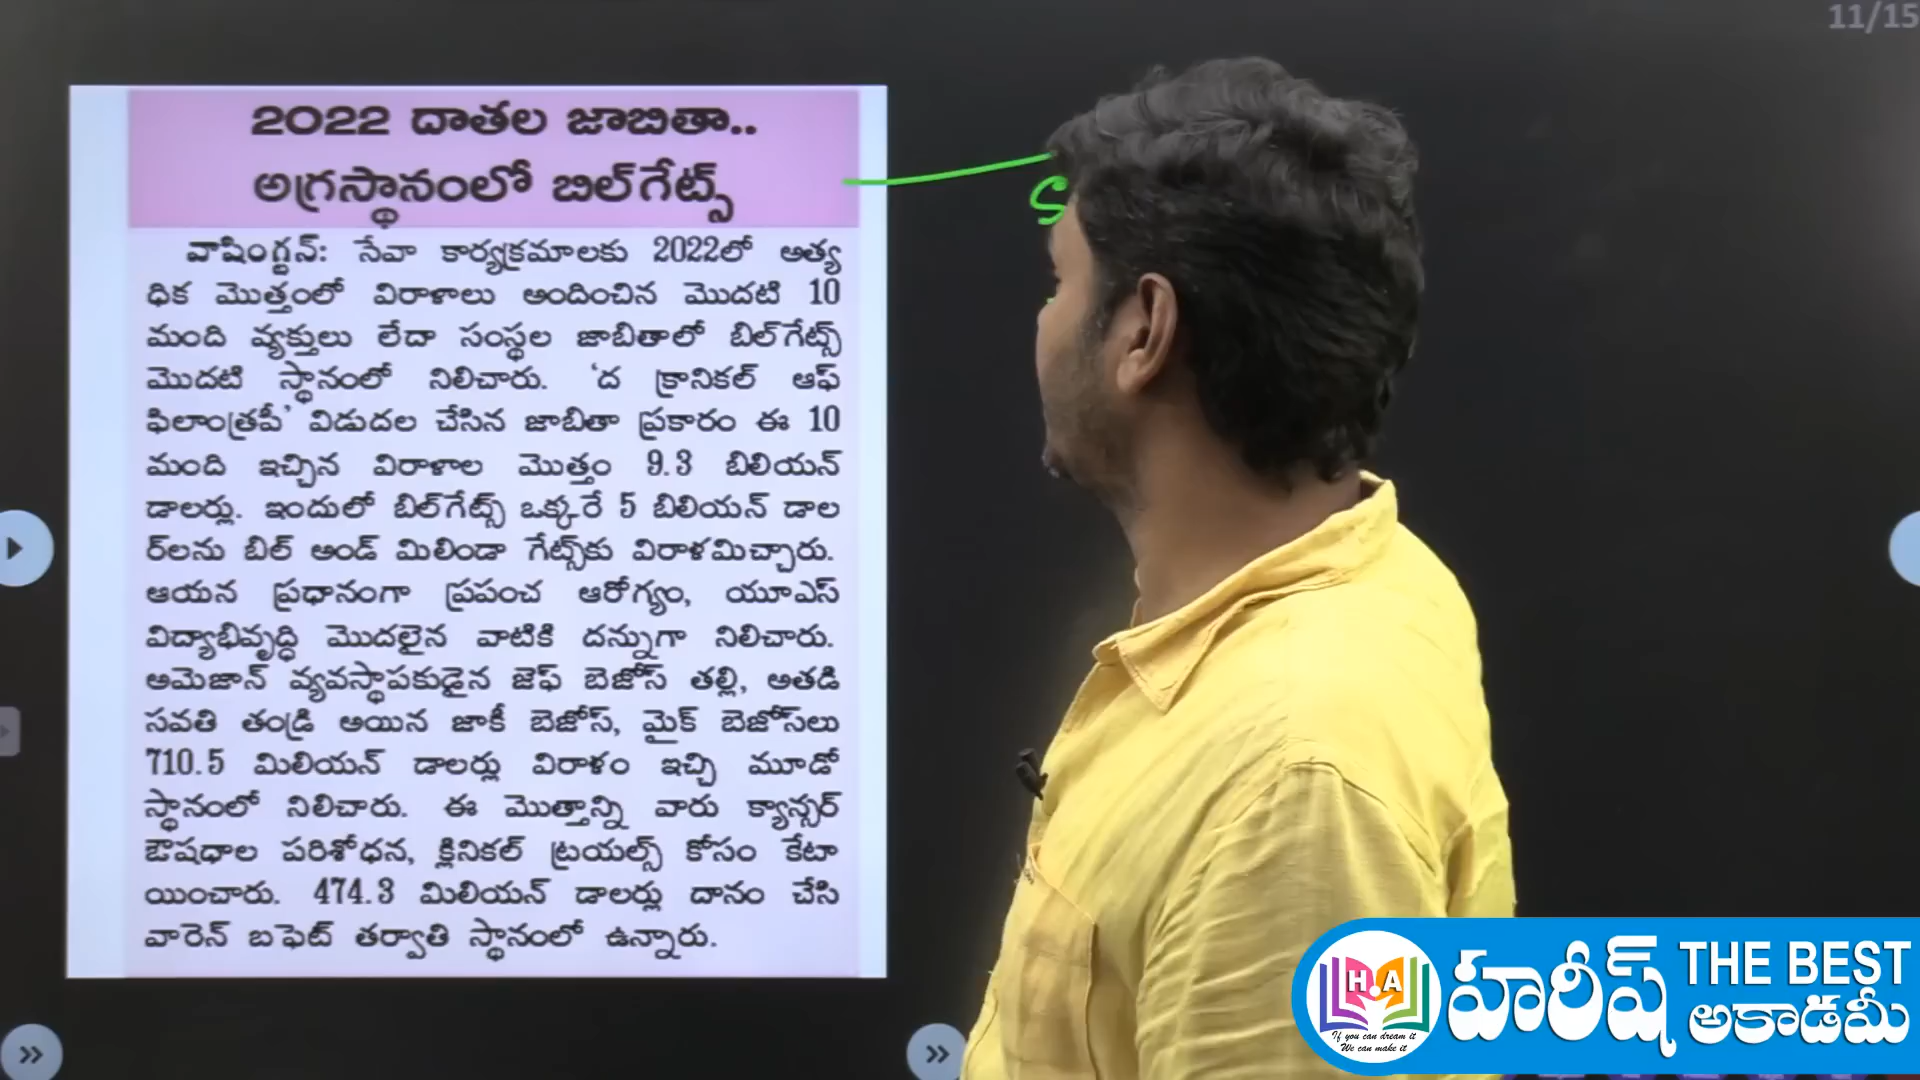 11/15
2022 దాతల జాబితా..
అగ్రస్థానంలో బిల్‌గేట్స్
వాషింగ్టన్: సేవా కార్యక్రమాలకు 2022లో అత్య
ధిక మొత్తంలో విరాళాలు అందించిన మొదటి 10
మంది వ్యక్తులు లేదా సంస్థల జాబితాలో బిల్‌గేట్స్
మొదటి స్థానంలో నిలిచారు. ‘ద క్రానికల్ ఆఫ్
ఫిలాంత్రపీ’ విడుదల చేసిన జాబితా ప్రకారం ఈ 10
మంది ఇచ్చిన విరాళాల మొత్తం 9.3 బిలియన్
డాలర్లు. ఇందులో బిల్‌గేట్స్ ఒక్కరే 5 బిలియన్ డాల
ర్‌లను బిల్ అండ్ మిలిండా గేట్స్‌కు విరాళమిచ్చారు.
ఆయన ప్రధానంగా ప్రపంచ ఆరోగ్యం, యూఎస్
విద్యాభివృద్ధి మొదలైన వాటికి దన్నుగా నిలిచారు.
అమెజాన్ వ్యవస్థాపకుడైన జెఫ్ బెజోస్ తల్లి, అతడి
సవతి తండ్రి అయిన జాకీ బెజోస్, మైక్ బెజోస్‌లు
710.5 మిలియన్ డాలర్లు విరాళం ఇచ్చి మూడో
స్థానంలో నిలిచారు. ఈ మొత్తాన్ని వారు క్యాన్సర్
ఔషధాల పరిశోధన, క్లినికల్ ట్రయల్స్ కోసం కేటా
యించారు. 474.3 మిలియన్ డాలర్లు దానం చేసి
వారెన్ బఫెట్ తర్వాతి స్థానంలో ఉన్నారు.
H.A
If you can dream it
We can make it
హరీష్ THE BEST
అకాడమీ